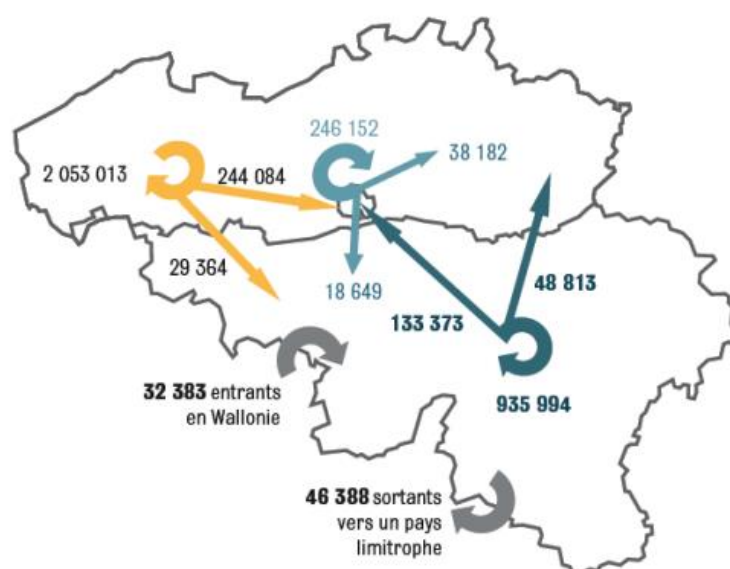 246 152
38 182
2 053 013
244 084
29 364
18 649
48 813
133 373
32 383 entrants
en Wallonie
935 994
46 388 sortants
vers un pays
limitrophe